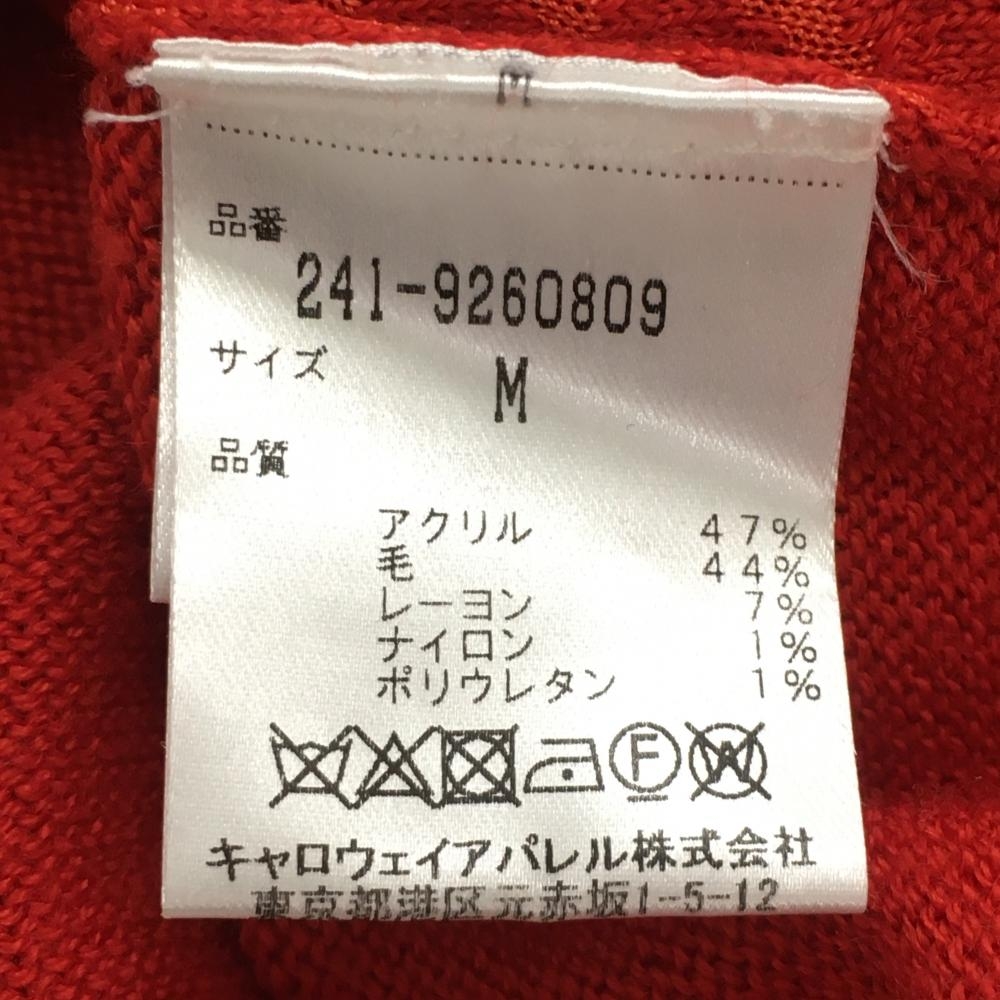 M
品番
241-9260809
サイズ M
品質
アクリル 47%
毛 44%
レーヨン 7%
ナイロン 1%
ポリウレタン 1%
F W
キャロウェイアパレル株式会社
東京都港区元赤坂1-5-12